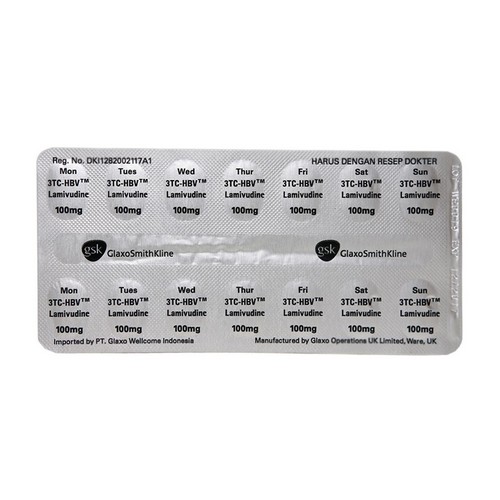 Reg. No. DKI1282002117A1 HARUS DENGAN RESEP DOKTER
Mon Tues Wed Thur Fri Sat Sun
3TC-HBV™ 3TC-HBV™ 3TC-HBV™ 3TC-HBV™ 3TC-HBV™ 3TC-HBV™ 3TC-HBV™
Lamivudine Lamivudine Lamivudine Lamivudine Lamivudine Lamivudine Lamivudine
100mg 100mg 100mg 100mg 100mg 100mg 100mg
gsk GlaxoSmithKline gsk GlaxoSmithKline
Mon Tues Wed Thur Fri Sat Sun
3TC-HBV™ 3TC-HBV™ 3TC-HBV™ 3TC-HBV™ 3TC-HBV™ 3TC-HBV™ 3TC-HBV™
Lamivudine Lamivudine Lamivudine Lamivudine Lamivudine Lamivudine Lamivudine
100mg 100mg 100mg 100mg 100mg 100mg 100mg
Imported by PT. Glaxo Wellcome Indonesia Manufactured by Glaxo Operations UK Limited, Ware, UK